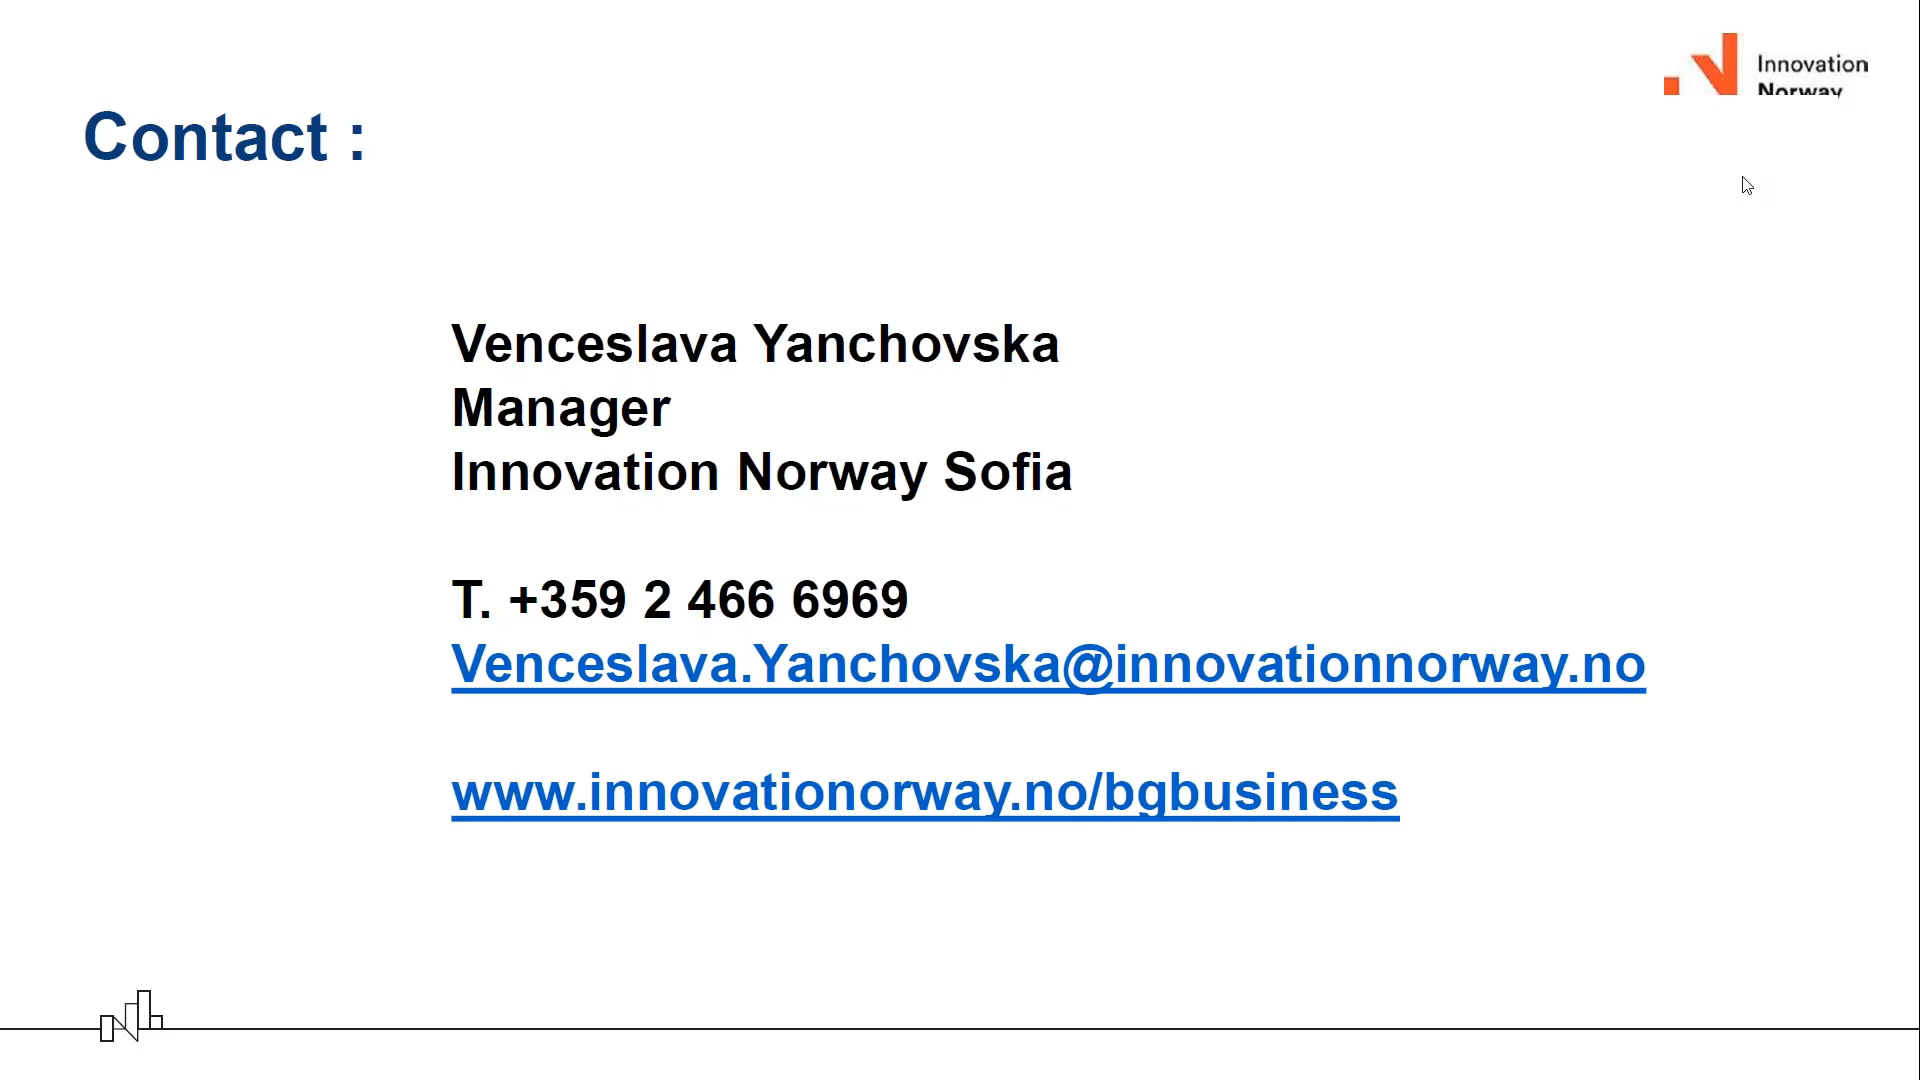 Innovation
Norway
Contact :
Venceslava Yanchovska
Manager
Innovation Norway Sofia
T. +359 2 466 6969
Venceslava.Yanchovska@innovationnorway.no
www.innovationorway.no/bgbusiness